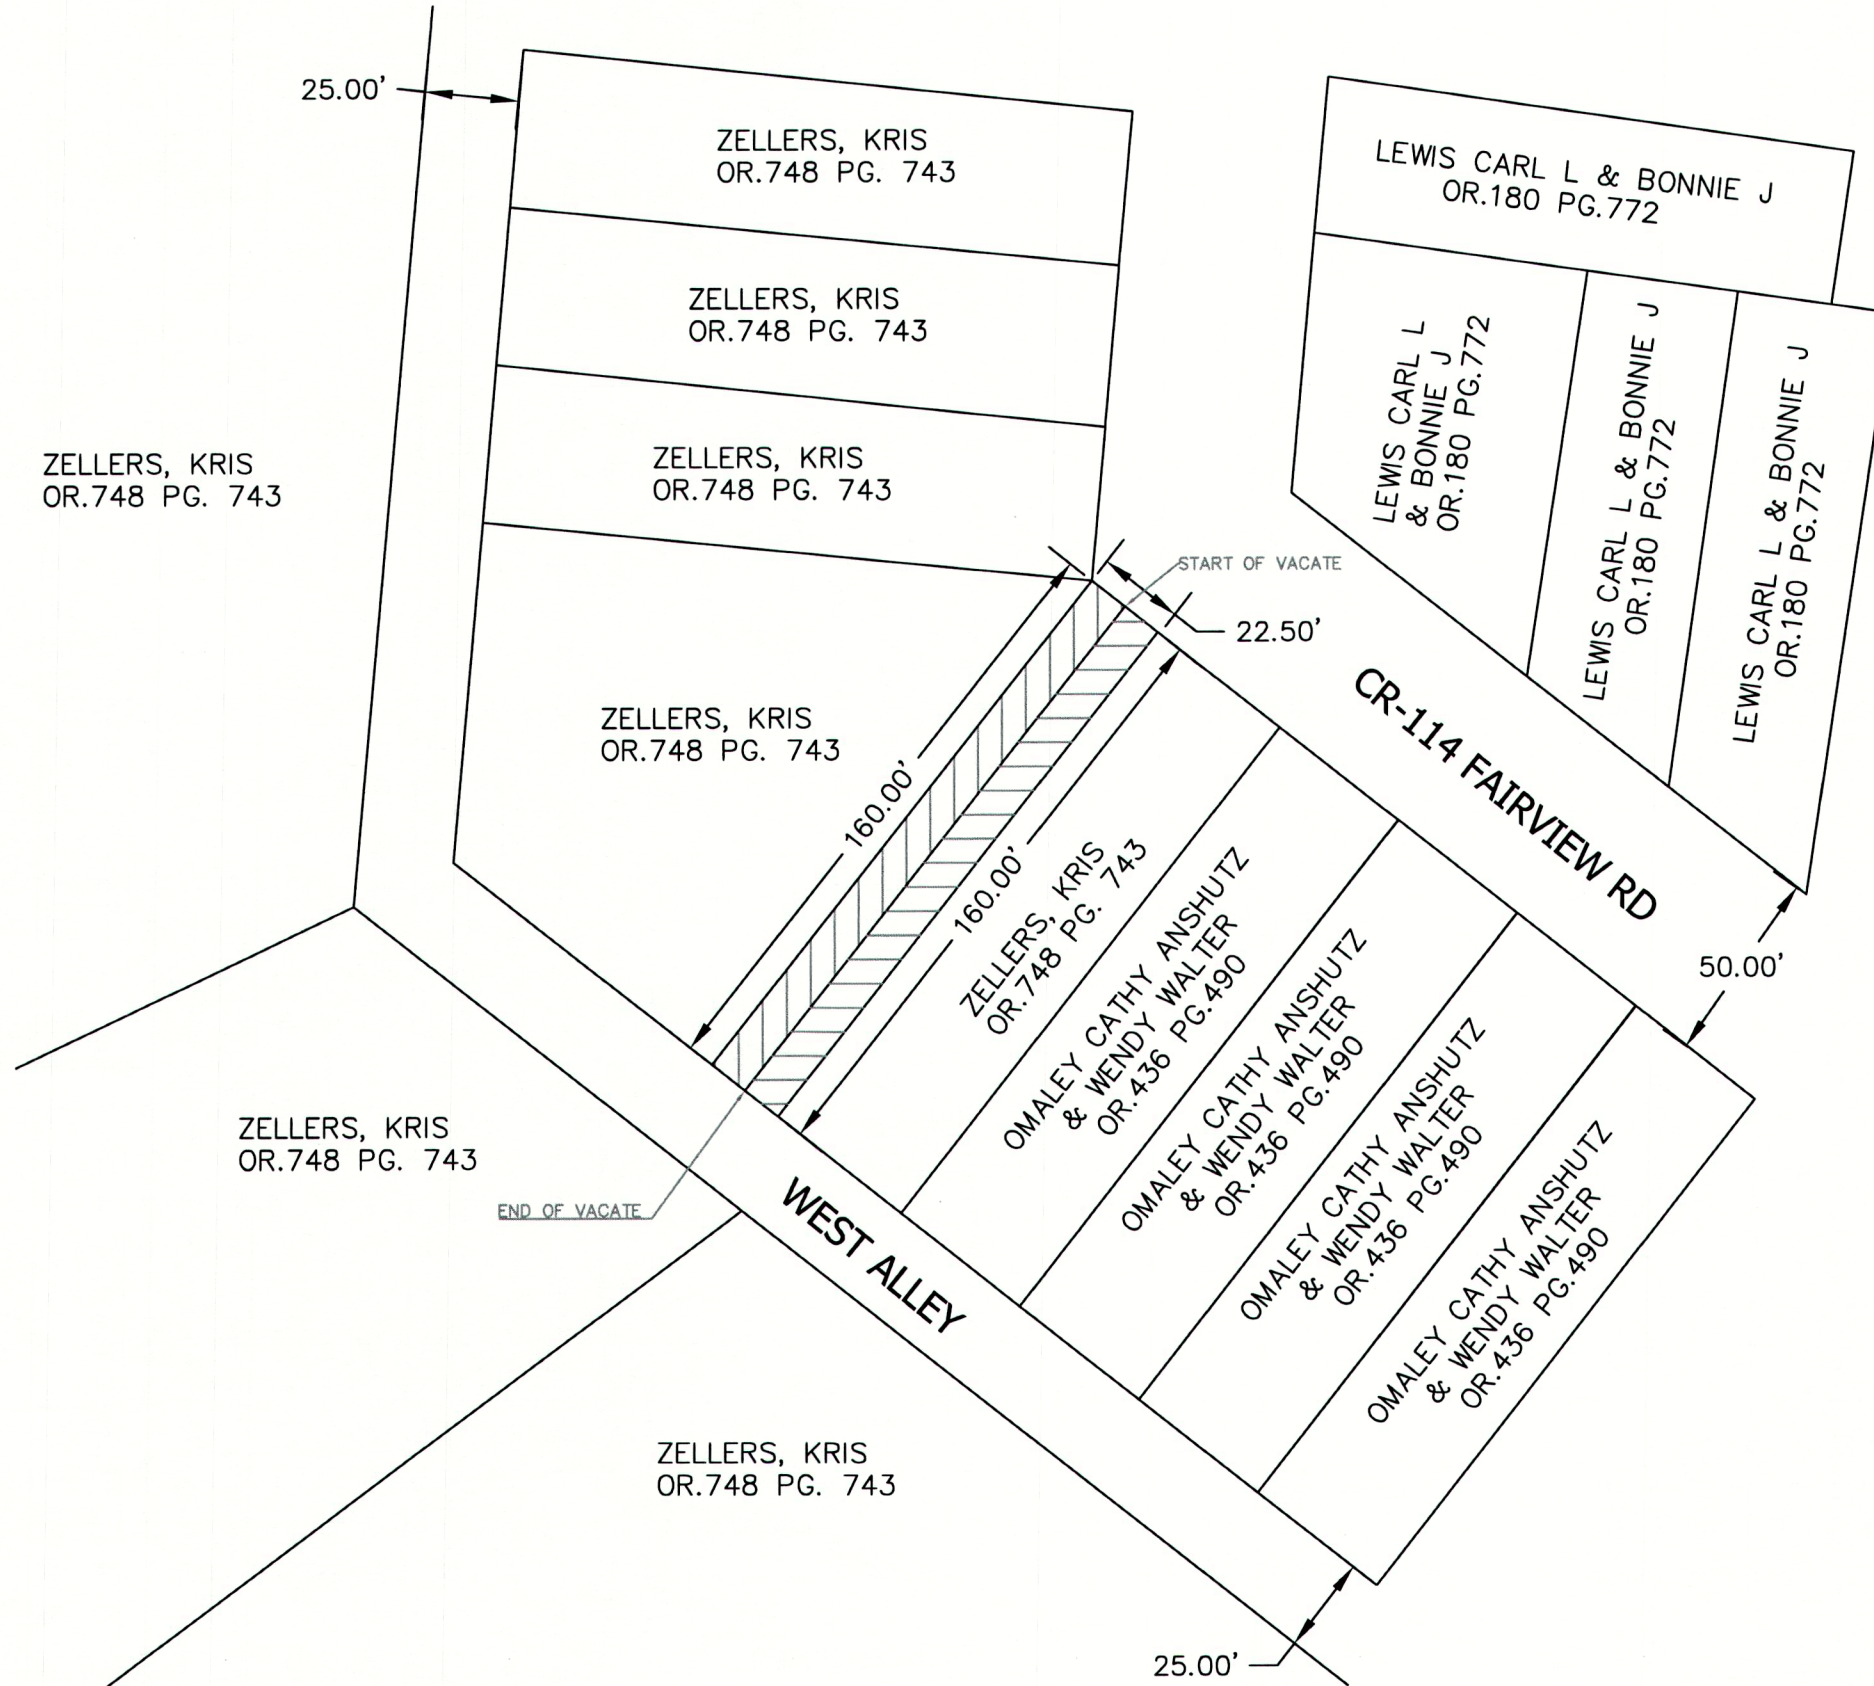 25.00'
ZELLERS, KRIS
OR.748 PG. 743
LEWIS CARL L & BONNIE J
OR.180 PG.772
ZELLERS, KRIS
OR.748 PG. 743
LEWIS CARL L
& BONNIE J
OR.180 PG.772
LEWIS CARL L & BONNIE J
OR.180 PG.772
LEWIS CARL L & BONNIE J
OR.180 PG.772
ZELLERS, KRIS
OR.748 PG. 743
ZELLERS, KRIS
OR.748 PG. 743
START OF VACATE
22.50'
CR-114 FAIRVIEW RD
ZELLERS, KRIS
OR.748 PG. 743
160.00'
160.00'
ZELLERS, KRIS
OR.748 PG. 743
OMALEY CATHY ANSHUTZ
& WENDY WALTER
OR.436 PG.490
OMALEY CATHY ANSHUTZ
& WENDY WALTER
OR.436 PG.490
OMALEY CATHY ANSHUTZ
& WENDY WALTER
OR.436 PG.490
OMALEY CATHY ANSHUTZ
& WENDY WALTER
OR.436 PG.490
50.00'
ZELLERS, KRIS
OR.748 PG. 743
END OF VACATE
WEST ALLEY
ZELLERS, KRIS
OR.748 PG. 743
25.00'